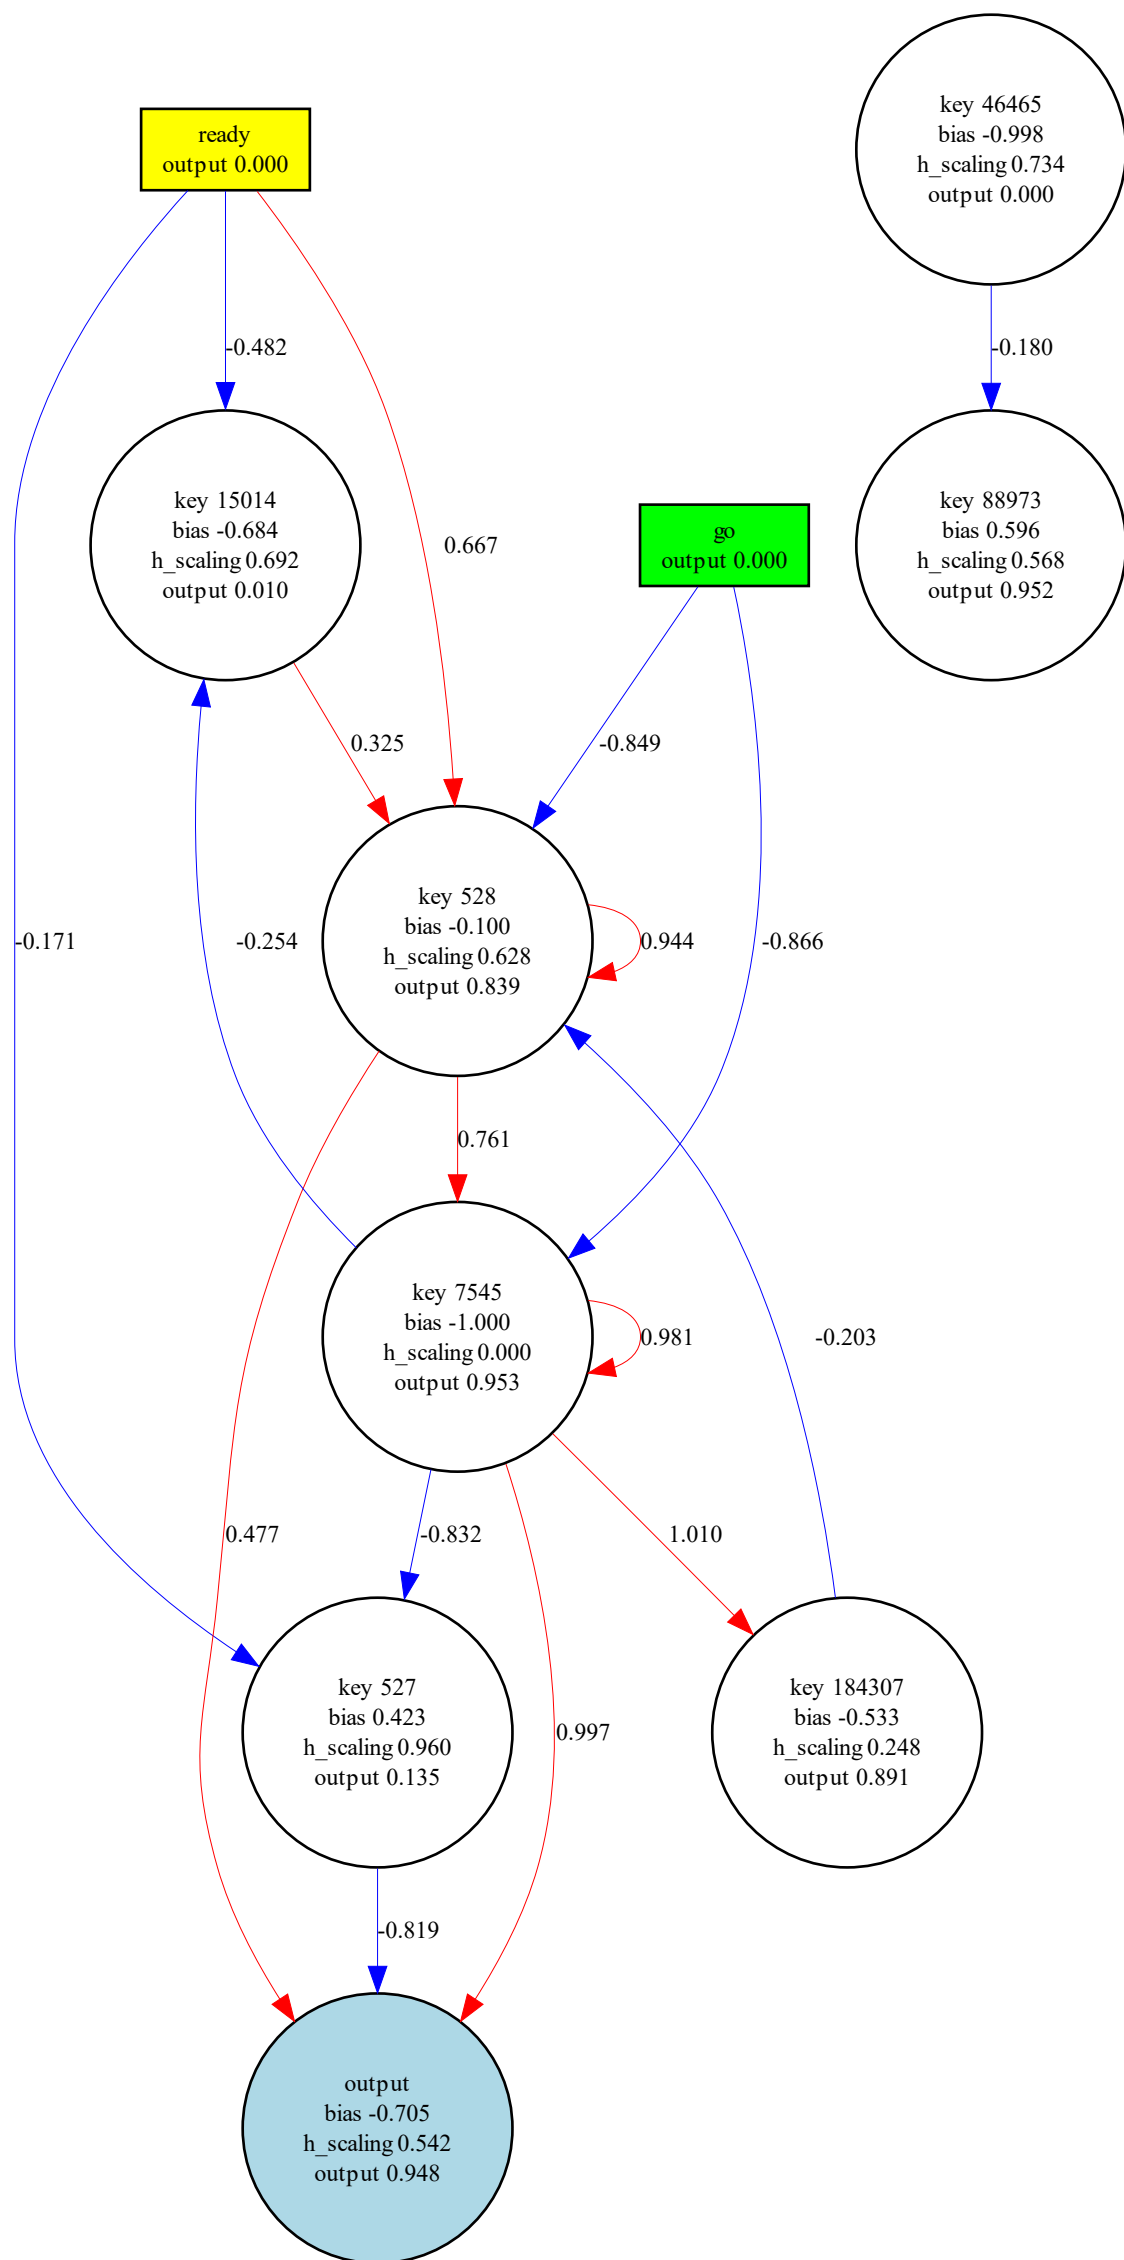 key 46465
bias -0.998
h_scaling 0.734
output 0.000
ready
output 0.000
-0.482
-0.180
key 15014
bias -0.684
h_scaling 0.692
output 0.010
0.667
go
output 0.000
key 88973
bias 0.596
h_scaling 0.568
output 0.952
0.325
-0.849
-0.171
-0.254
key 528
bias -0.100
h_scaling 0.628
output 0.839
0.944
-0.866
0.761
key 7545
bias -1.000
h_scaling 0.000
output 0.953
0.981
-0.203
0.477
-0.832
1.010
key 527
bias 0.423
h_scaling 0.960
output 0.135
0.997
key 184307
bias -0.533
h_scaling 0.248
output 0.891
-0.819
output
bias -0.705
h_scaling 0.542
output 0.948